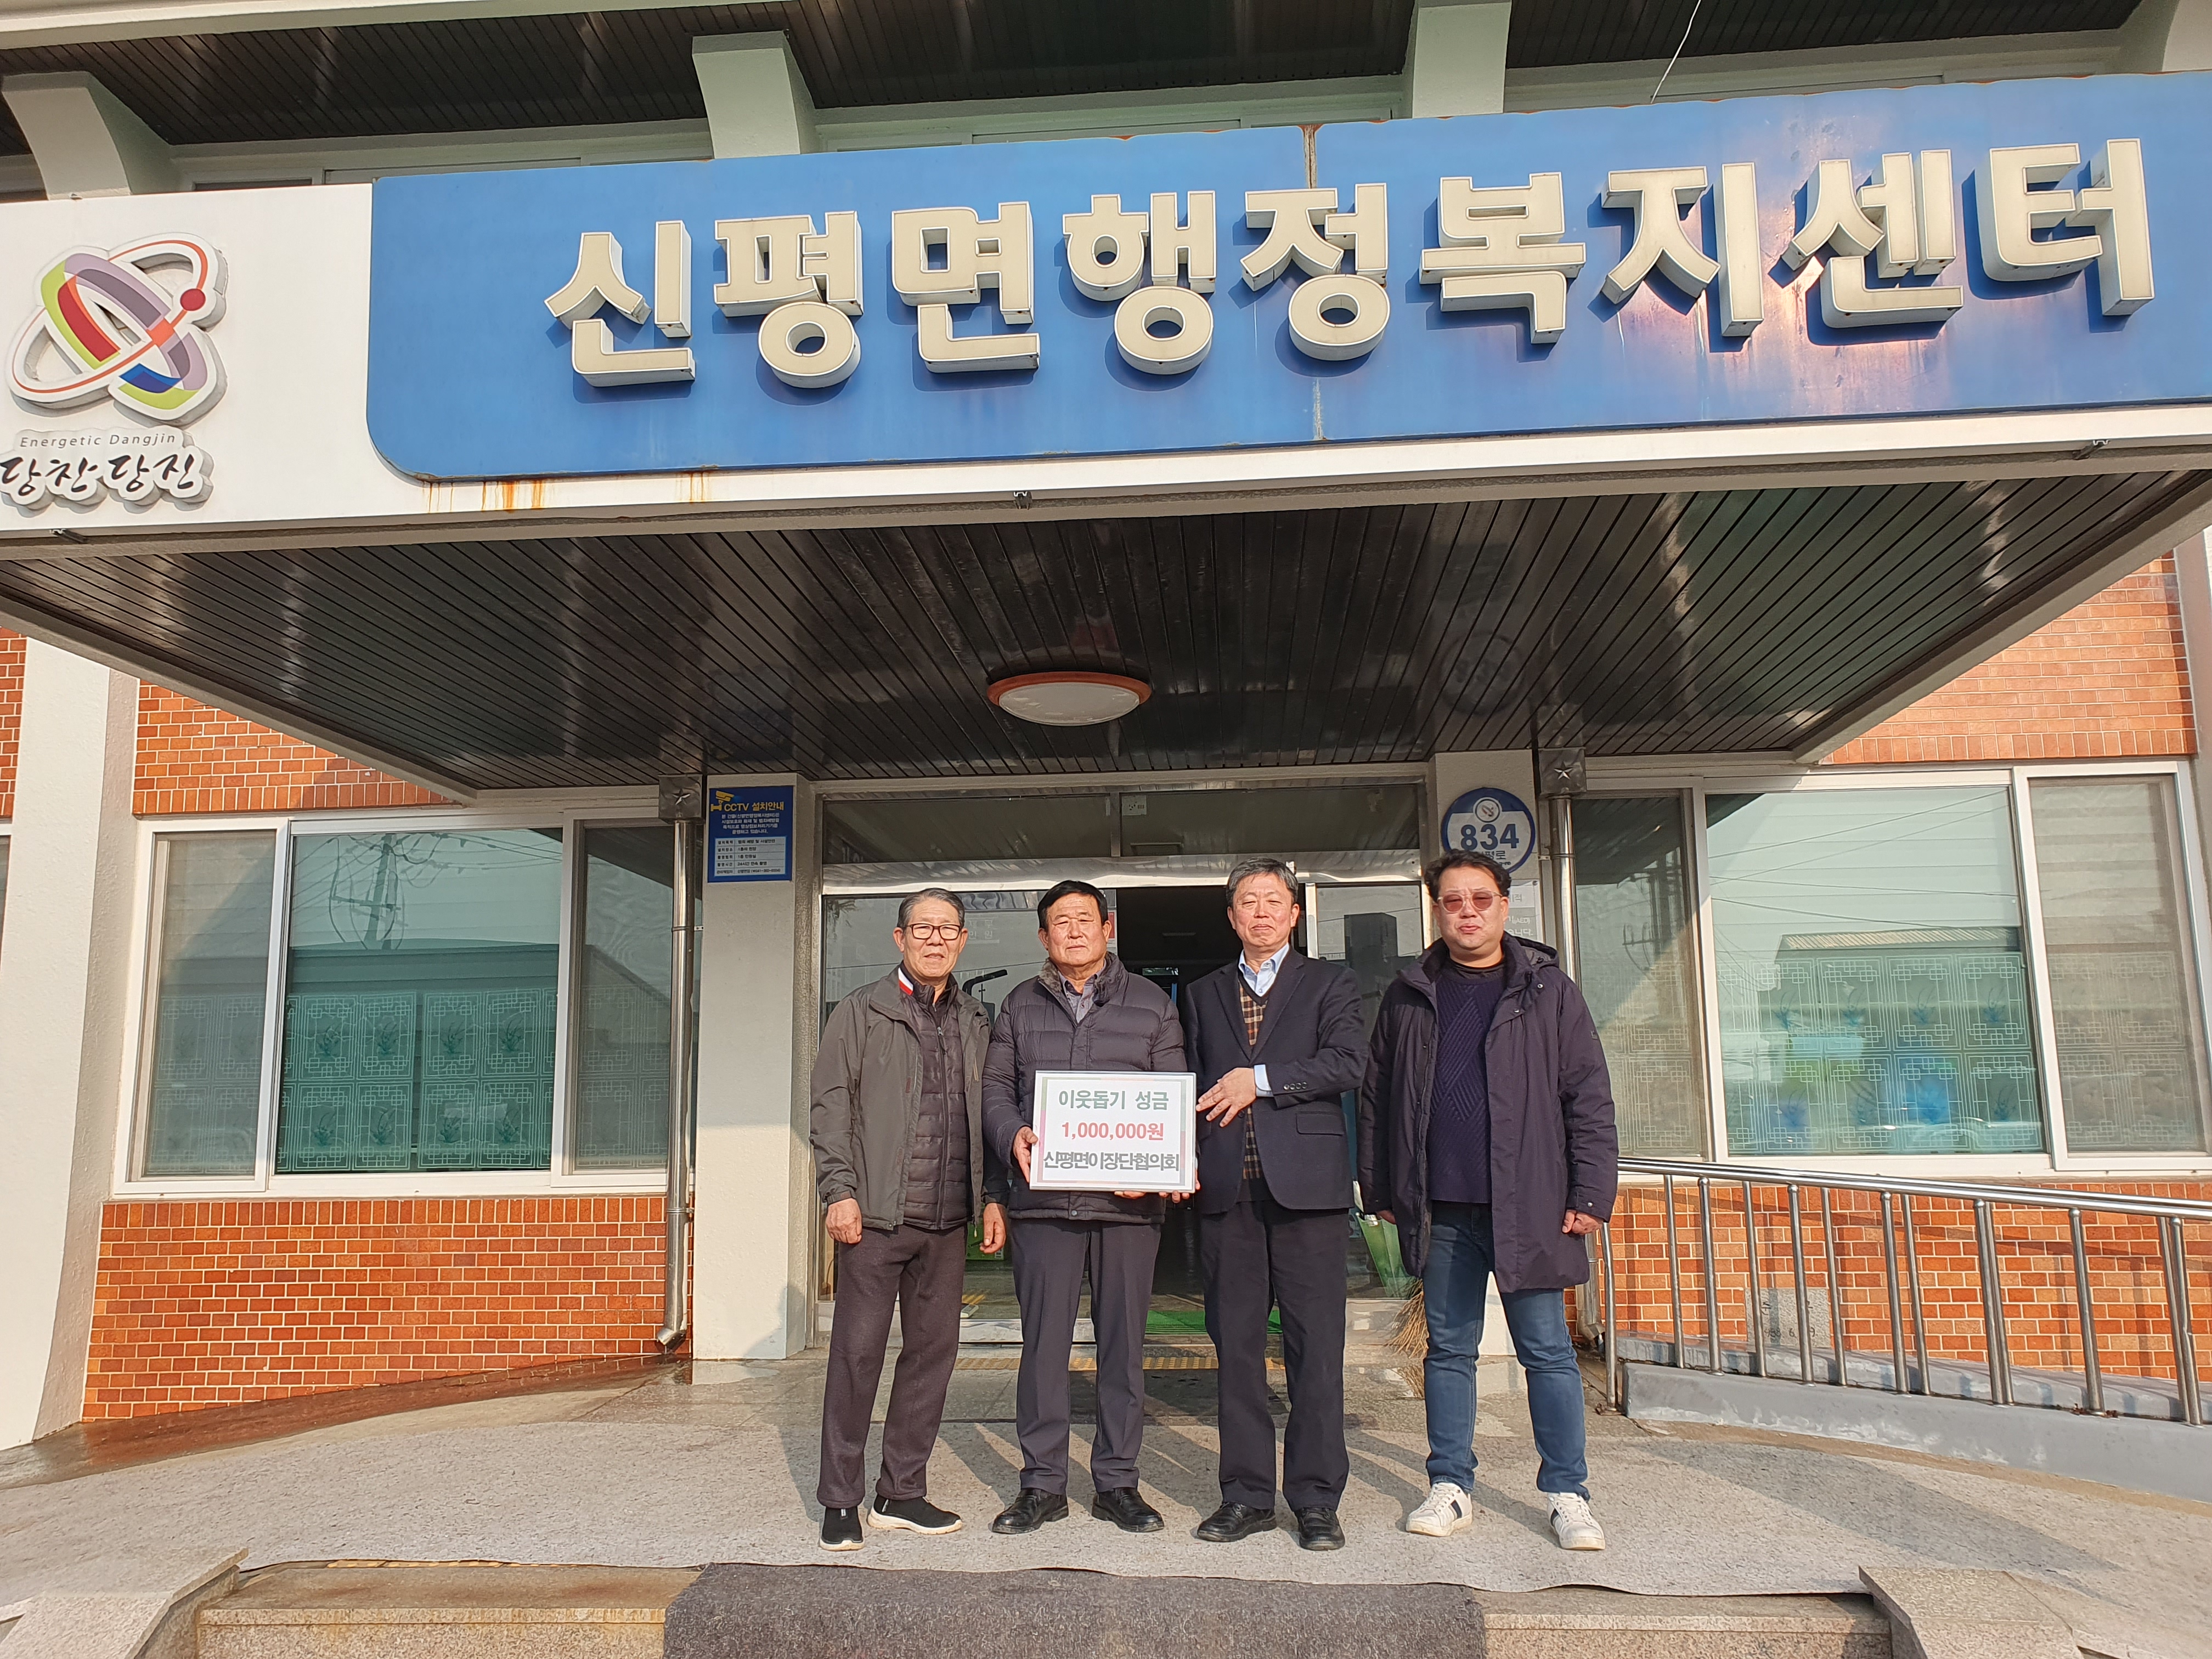 신평면행정복지센터
Energetic Dangjin
당찬당진
CCTV 설치안내
834
이웃돕기 성금
1,000,000원
신평면이장단협의회